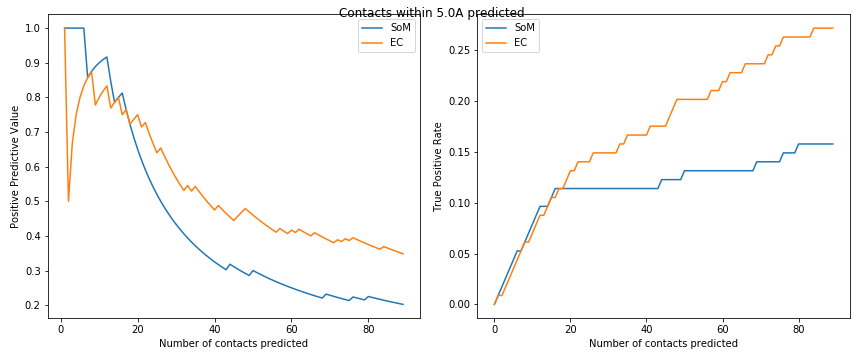 Contacts within 5.0A predicted
SoM
EC
1.0
0.9
0.8
0.7
0.6
0.5
0.4
0.3
0.2
Positive Predictive Value
0
20
40
60
80
Number of contacts predicted
SoM
EC
0.25
0.20
0.15
0.10
0.05
0.00
True Positive Rate
0
20
40
60
80
Number of contacts predicted